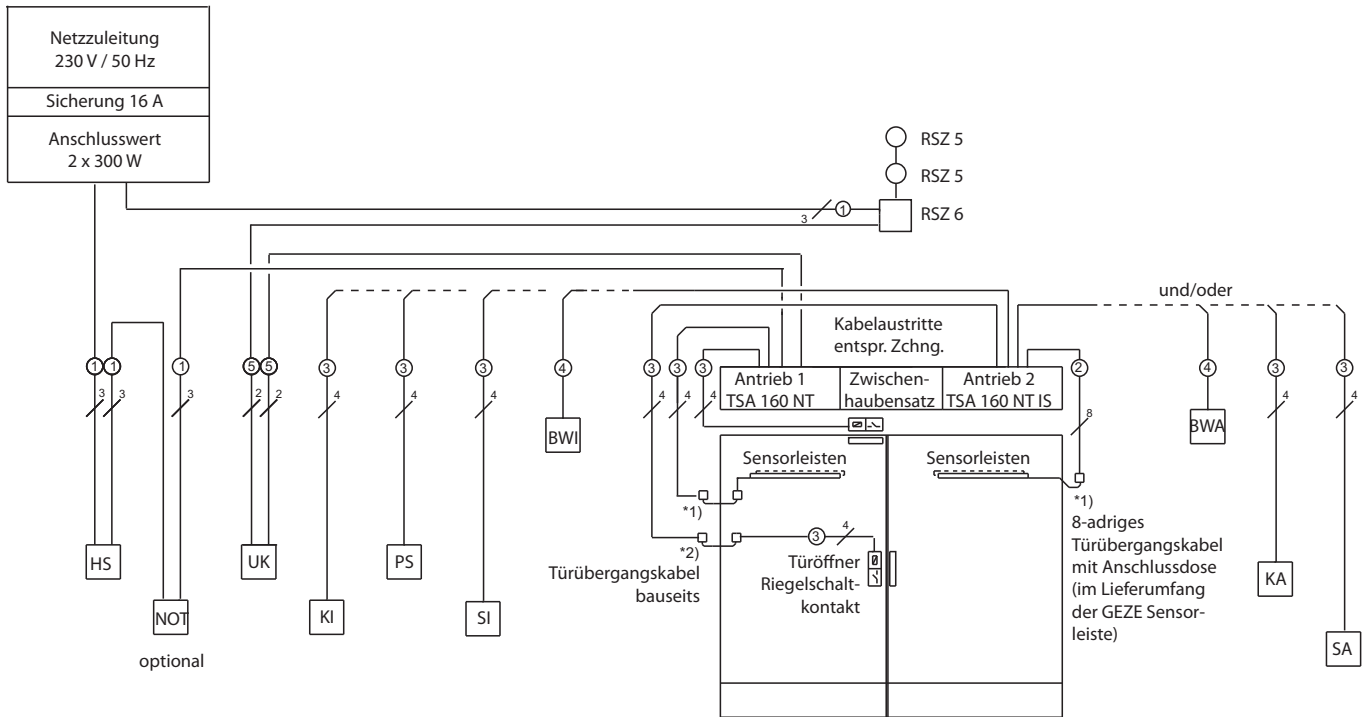 Netzzuleitung
230 V / 50 Hz
Sicherung 16 A
Anschlusswert
2 x 300 W
RSZ 5
RSZ 5
RSZ 6
3
1
und/oder
Kabelaustritte
entspr. Zchng.
1
1
1
5
5
3
3
3
4
3
3
3
2
4
3
3
3
3
3
2
2
4
4
4
4
4
4
8
4
4
Antrieb 1
TSA 160 NT
Zwischen-
haubensatz
Antrieb 2
TSA 160 NT IS
BWI
BWA
Sensorleisten
Sensorleisten
*1)
*1)
8-adriges
Türübergangskabel
mit Anschlussdose
(im Lieferumfang
der GEZE Sensor-
leiste)
*2)
Türübergangskabel
bauseits
3
4
Türöffner
Riegelschalt-
kontakt
HS
UK
PS
KA
NOT
optional
KI
SI
SA